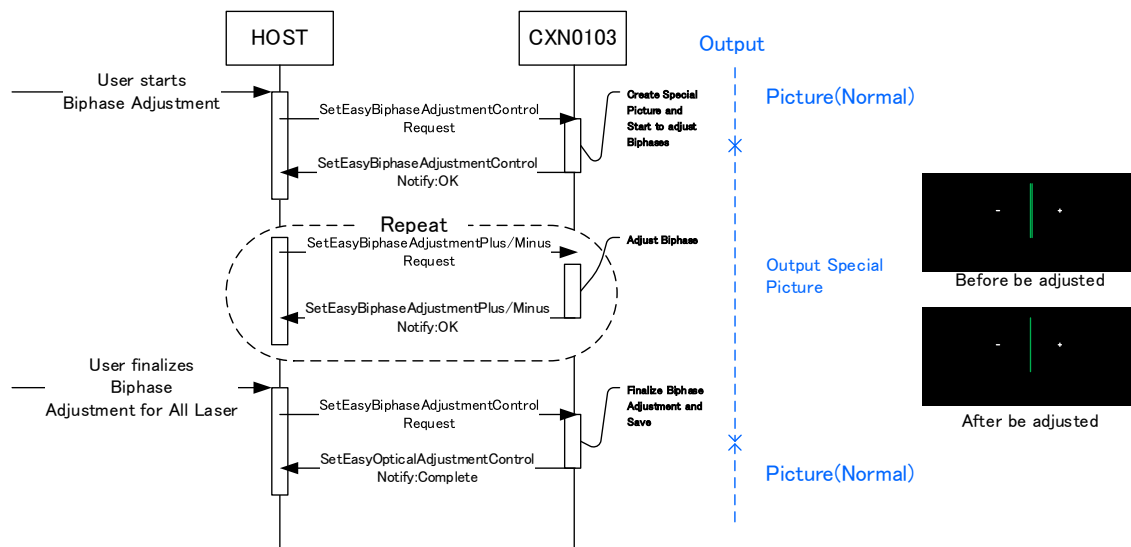 HOST
CXN0103
Output
User starts
Biphase Adjustment
SetEasyBiphaseAdjustmentControl
Request
Create Special
Picture and
Start to adjust
Biphases
Picture(Normal)
SetEasyBiphaseAdjustmentControl
Notify:OK
Repeat
SetEasyBiphaseAdjustmentPlus/Minus
Request
Adjust Biphase
SetEasyBiphaseAdjustmentPlus/Minus
Notify:OK
Output Special
Picture
- +
Before be adjusted
- +
After be adjusted
User finalizes
Biphase
Adjustment for All Laser
SetEasyBiphaseAdjustmentControl
Request
Finalize Biphase
Adjustment and
Save
SetEasyOpticalAdjustmentControl
Notify:Complete
Picture(Normal)